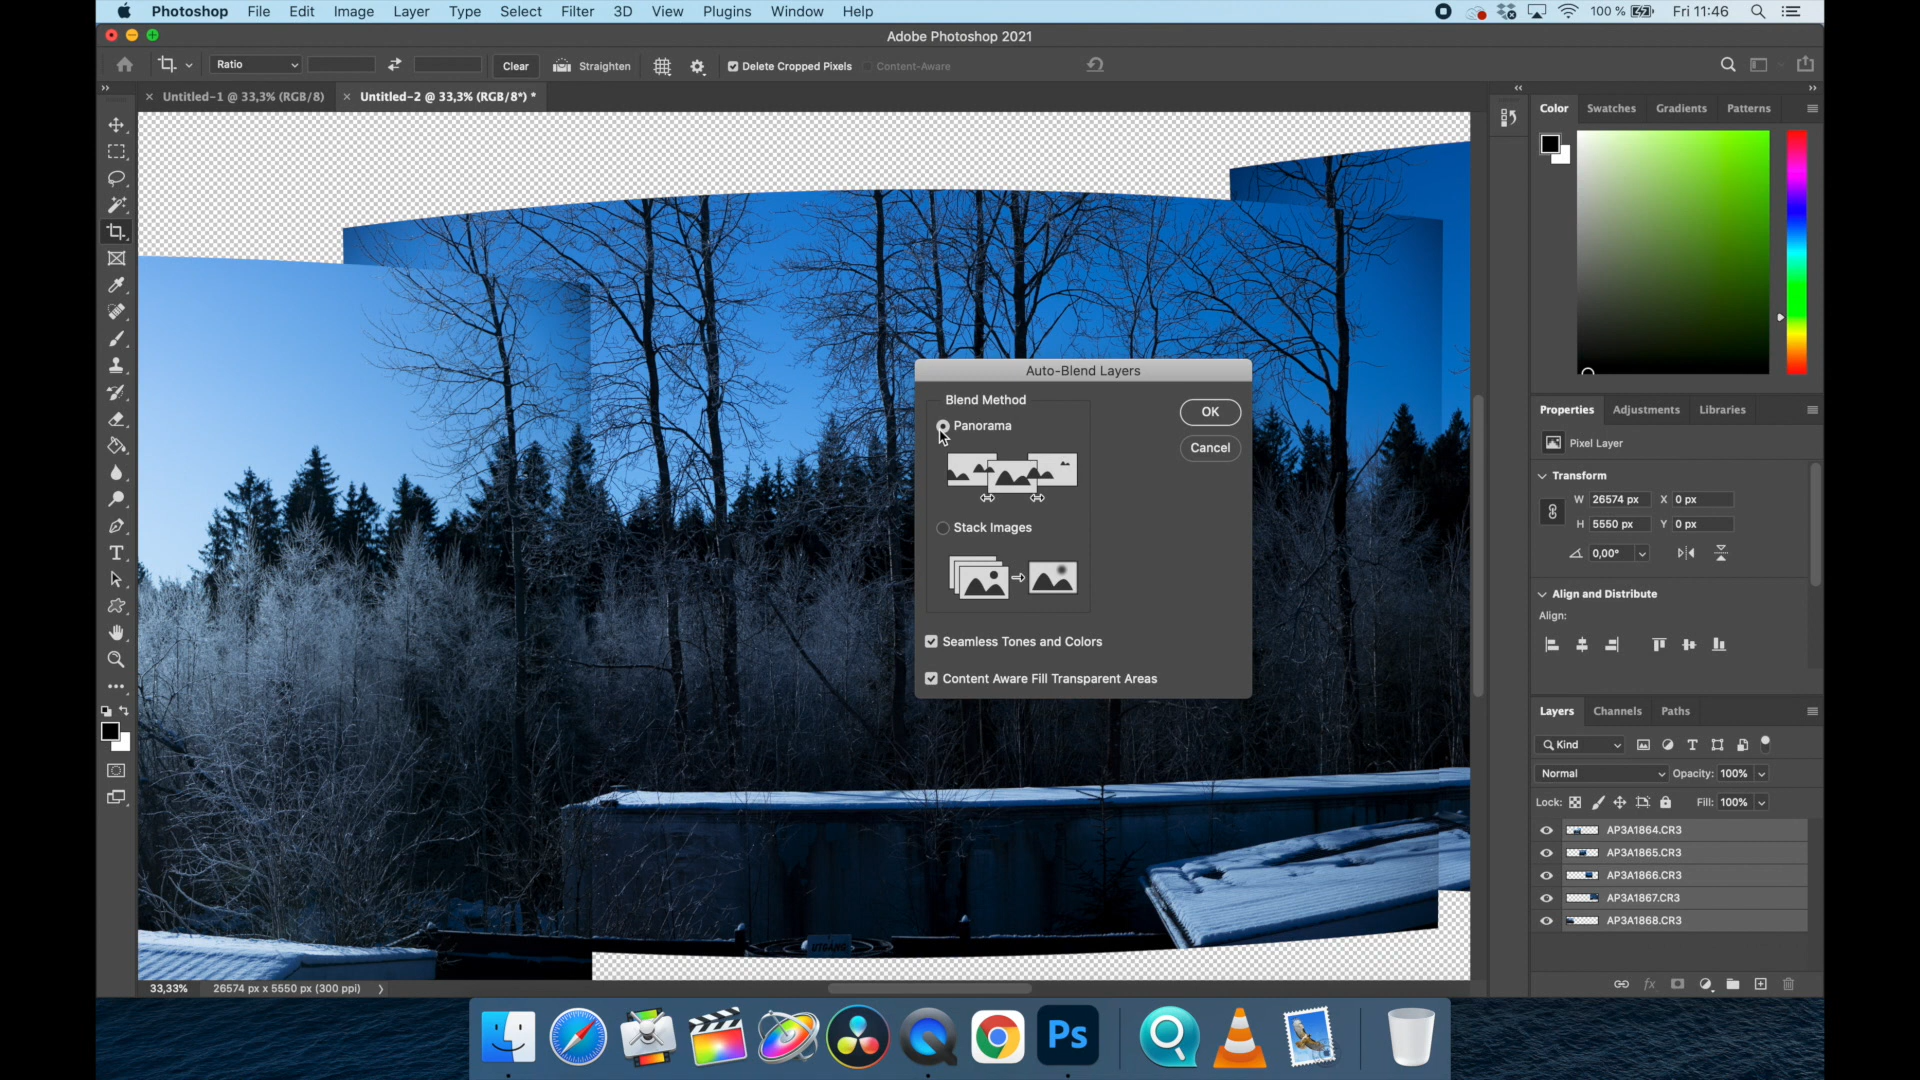 Photoshop File Edit Image Layer Type Select Filter 3D View Plugins Window Help 100 % Fri 11:46
Adobe Photoshop 2021
Ratio Clear Straighten Delete Cropped Pixels Content-Aware
Untitled-1 @ 33,3% (RGB/8) Untitled-2 @ 33,3% (RGB/8*) *
Color Swatches Gradients Patterns
Auto-Blend Layers
Blend Method
OK
Panorama
Cancel
Stack Images
Seamless Tones and Colors
Content Aware Fill Transparent Areas
Properties Adjustments Libraries
Pixel Layer
Transform
W 26574 px X 0 px
H 5550 px Y 0 px
0,00°
Align and Distribute
Align:
Layers Channels Paths
Kind
Normal Opacity: 100%
Lock: Fill: 100%
AP3A1864.CR3
AP3A1865.CR3
AP3A1866.CR3
AP3A1867.CR3
AP3A1868.CR3
fx
UTGÅNG
33,33% 26574 px x 5550 px (300 ppi)
Ps